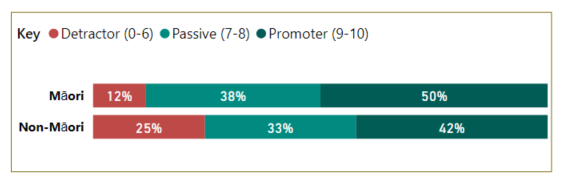 Key Detractor (0-6) Passive (7-8) Promoter (9-10)
Māori 12% 38% 50%
Non-Māori 25% 33% 42%